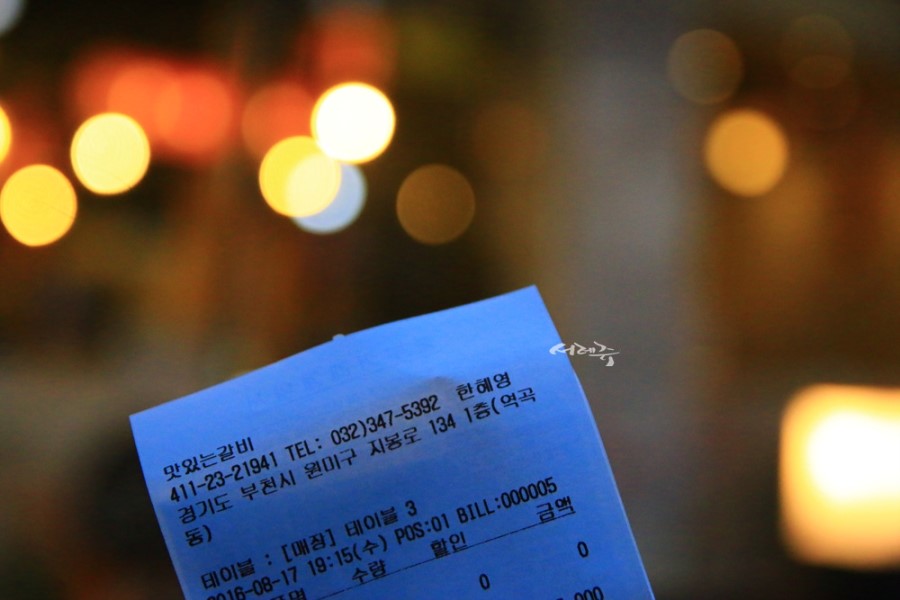 서래쥬
맛있는갈비
411-23-21941 TEL: 032)347-5392 한혜영
경기도 부천시 원미구 지봉로 134 1층(역곡
동)
테이블 : [매장] 테이블 3
2016-08-17 19:15(수) POS:01 BILL:000005
수량 할인 금액
0 0